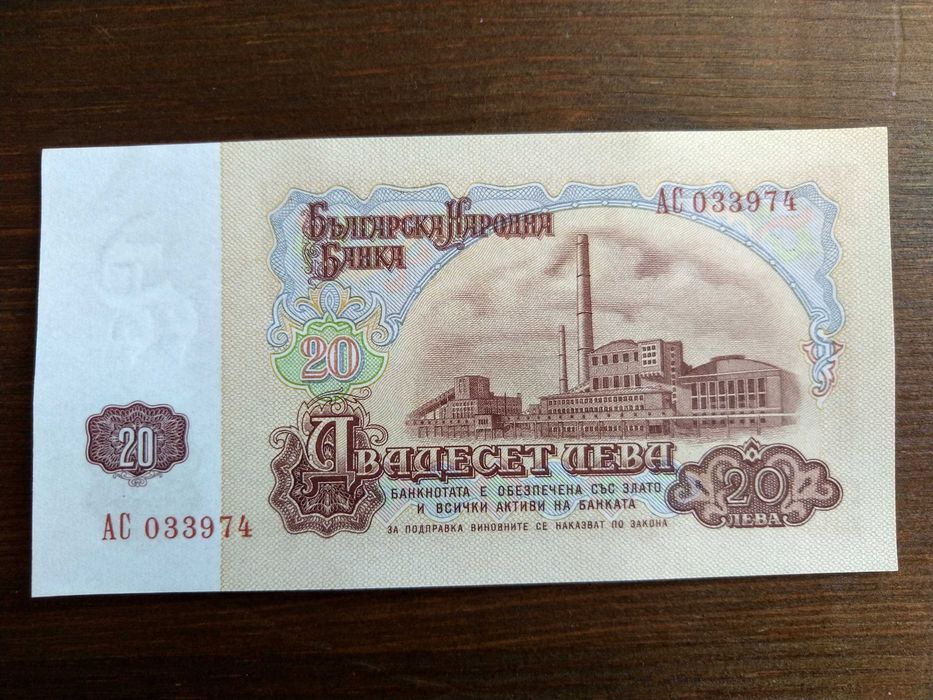 Българска Народна
Банка
АС 033974
20
Двадесет лева
БАНКНОТАТА Е ОБЕЗПЕЧЕНА СЪС ЗЛАТО
И ВСИЧКИ АКТИВИ НА БАНКАТА
ЗА ПОДПРАВКА ВИНОВНИТЕ СЕ НАКАЗВАТ ПО ЗАКОНА
20
ЛЕВА
20
АС 033974